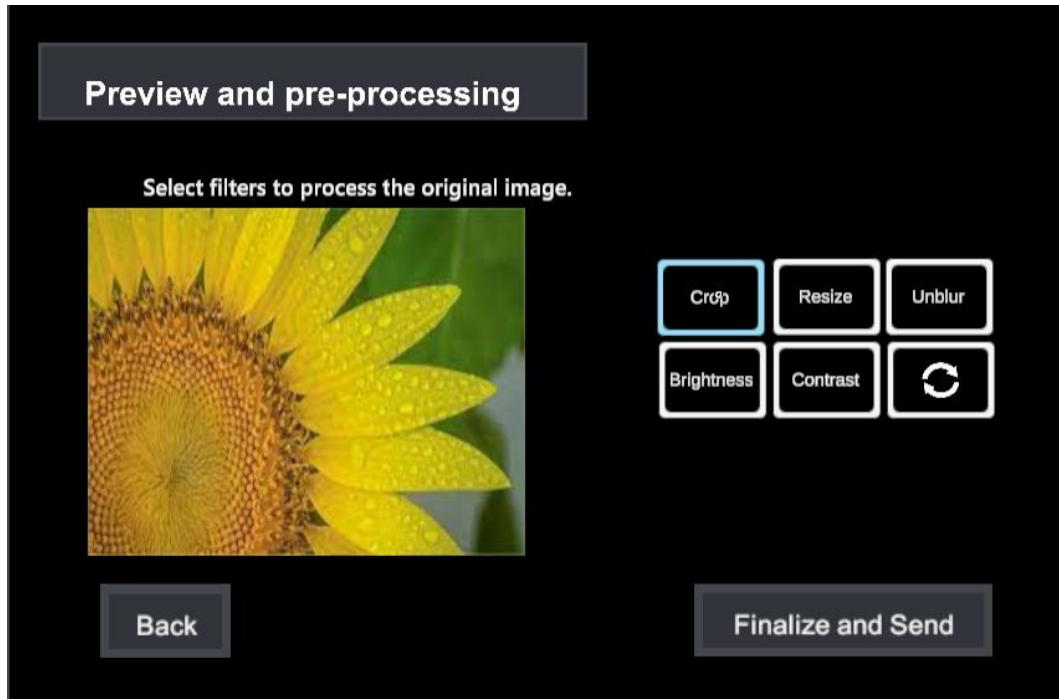 Preview and pre-processing
Select filters to process the original image.
Crop
Resize
Unblur
Brightness
Contrast
Back
Finalize and Send